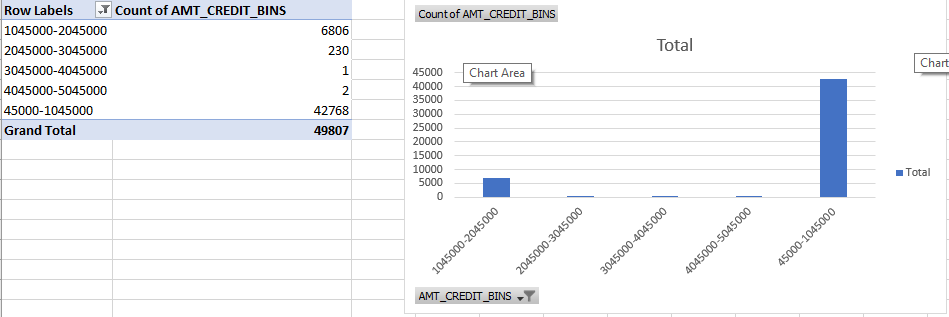 Row Labels Count of AMT_CREDIT_BINS
1045000-2045000 6806
2045000-3045000 230
3045000-4045000 1
4045000-5045000 2
45000-1045000 42768
Grand Total 49807
Count of AMT_CREDIT_BINS
Total
Chart Area
Chart
45000
40000
35000
30000
25000
20000
15000
10000
5000
0
Total
1045000-2045000
2045000-3045000
3045000-4045000
4045000-5045000
45000-1045000
AMT_CREDIT_BINS